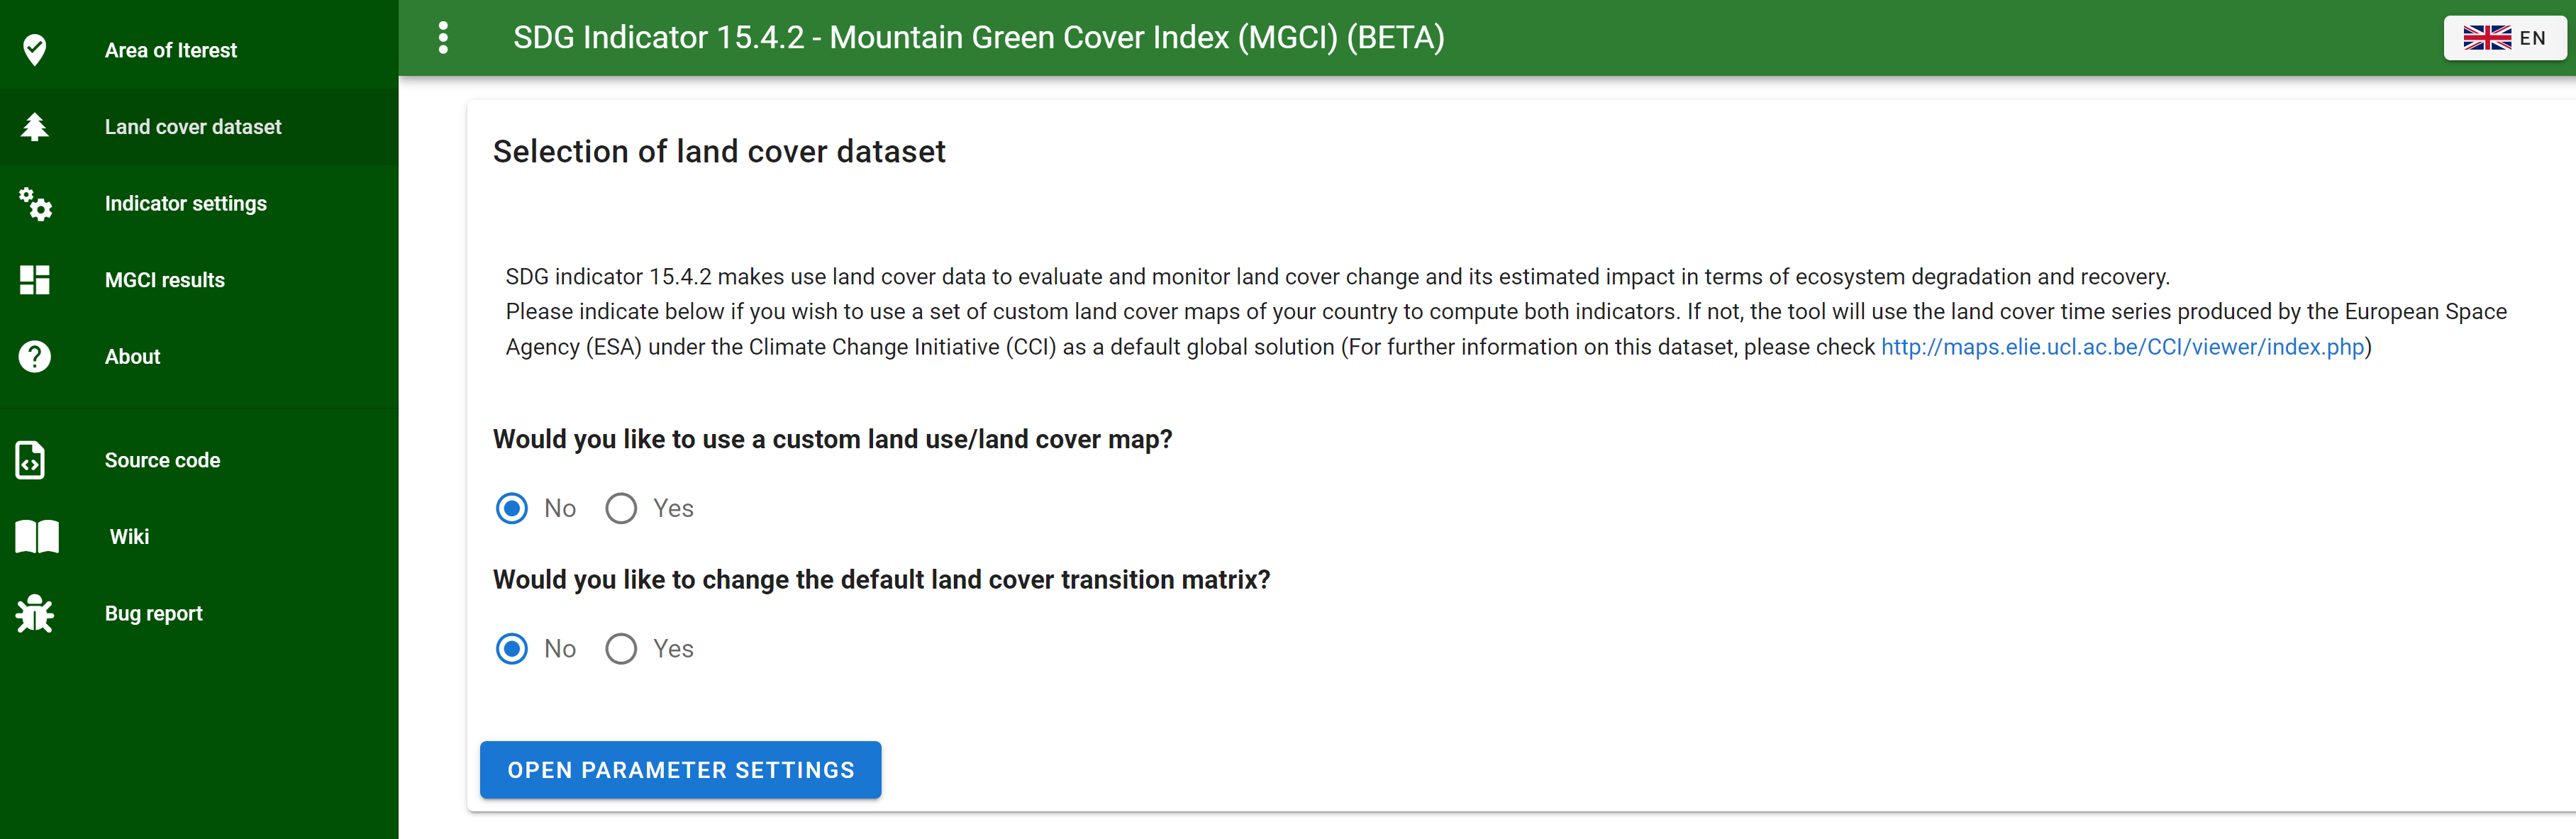 Area of Iterest
Land cover dataset
Indicator settings
MGCI results
About
Source code
Wiki
Bug report
SDG Indicator 15.4.2 - Mountain Green Cover Index (MGCI) (BETA)
EN
Selection of land cover dataset
SDG indicator 15.4.2 makes use land cover data to evaluate and monitor land cover change and its estimated impact in terms of ecosystem degradation and recovery.
Please indicate below if you wish to use a set of custom land cover maps of your country to compute both indicators. If not, the tool will use the land cover time series produced by the European Space
Agency (ESA) under the Climate Change Initiative (CCI) as a default global solution (For further information on this dataset, please check http://maps.elie.ucl.ac.be/CCI/viewer/index.php)
Would you like to use a custom land use/land cover map?
No Yes
Would you like to change the default land cover transition matrix?
No Yes
OPEN PARAMETER SETTINGS